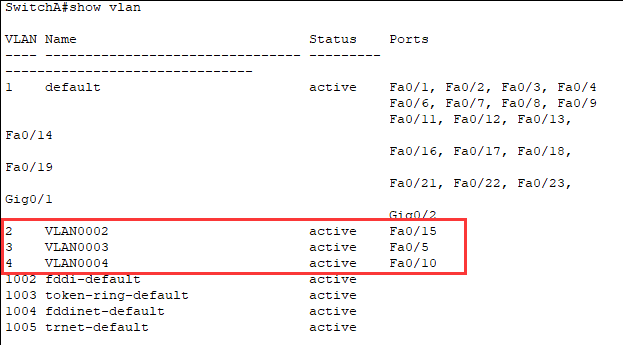 SwitchA#show vlan
VLAN Name                             Status    Ports
---- -------------------------------- --------- 
-------------------------------
1    default                          active    Fa0/1, Fa0/2, Fa0/3, Fa0/4
                                                Fa0/6, Fa0/7, Fa0/8, Fa0/9
                                                Fa0/11, Fa0/12, Fa0/13,
Fa0/14
                                                Fa0/16, Fa0/17, Fa0/18,
Fa0/19
                                                Fa0/21, Fa0/22, Fa0/23,
Gig0/1
                                                Gig0/2
2    VLAN0002                         active    Fa0/15
3    VLAN0003                         active    Fa0/5
4    VLAN0004                         active    Fa0/10
1002 fddi-default                     active
1003 token-ring-default               active
1004 fddinet-default                  active
1005 trnet-default                    active